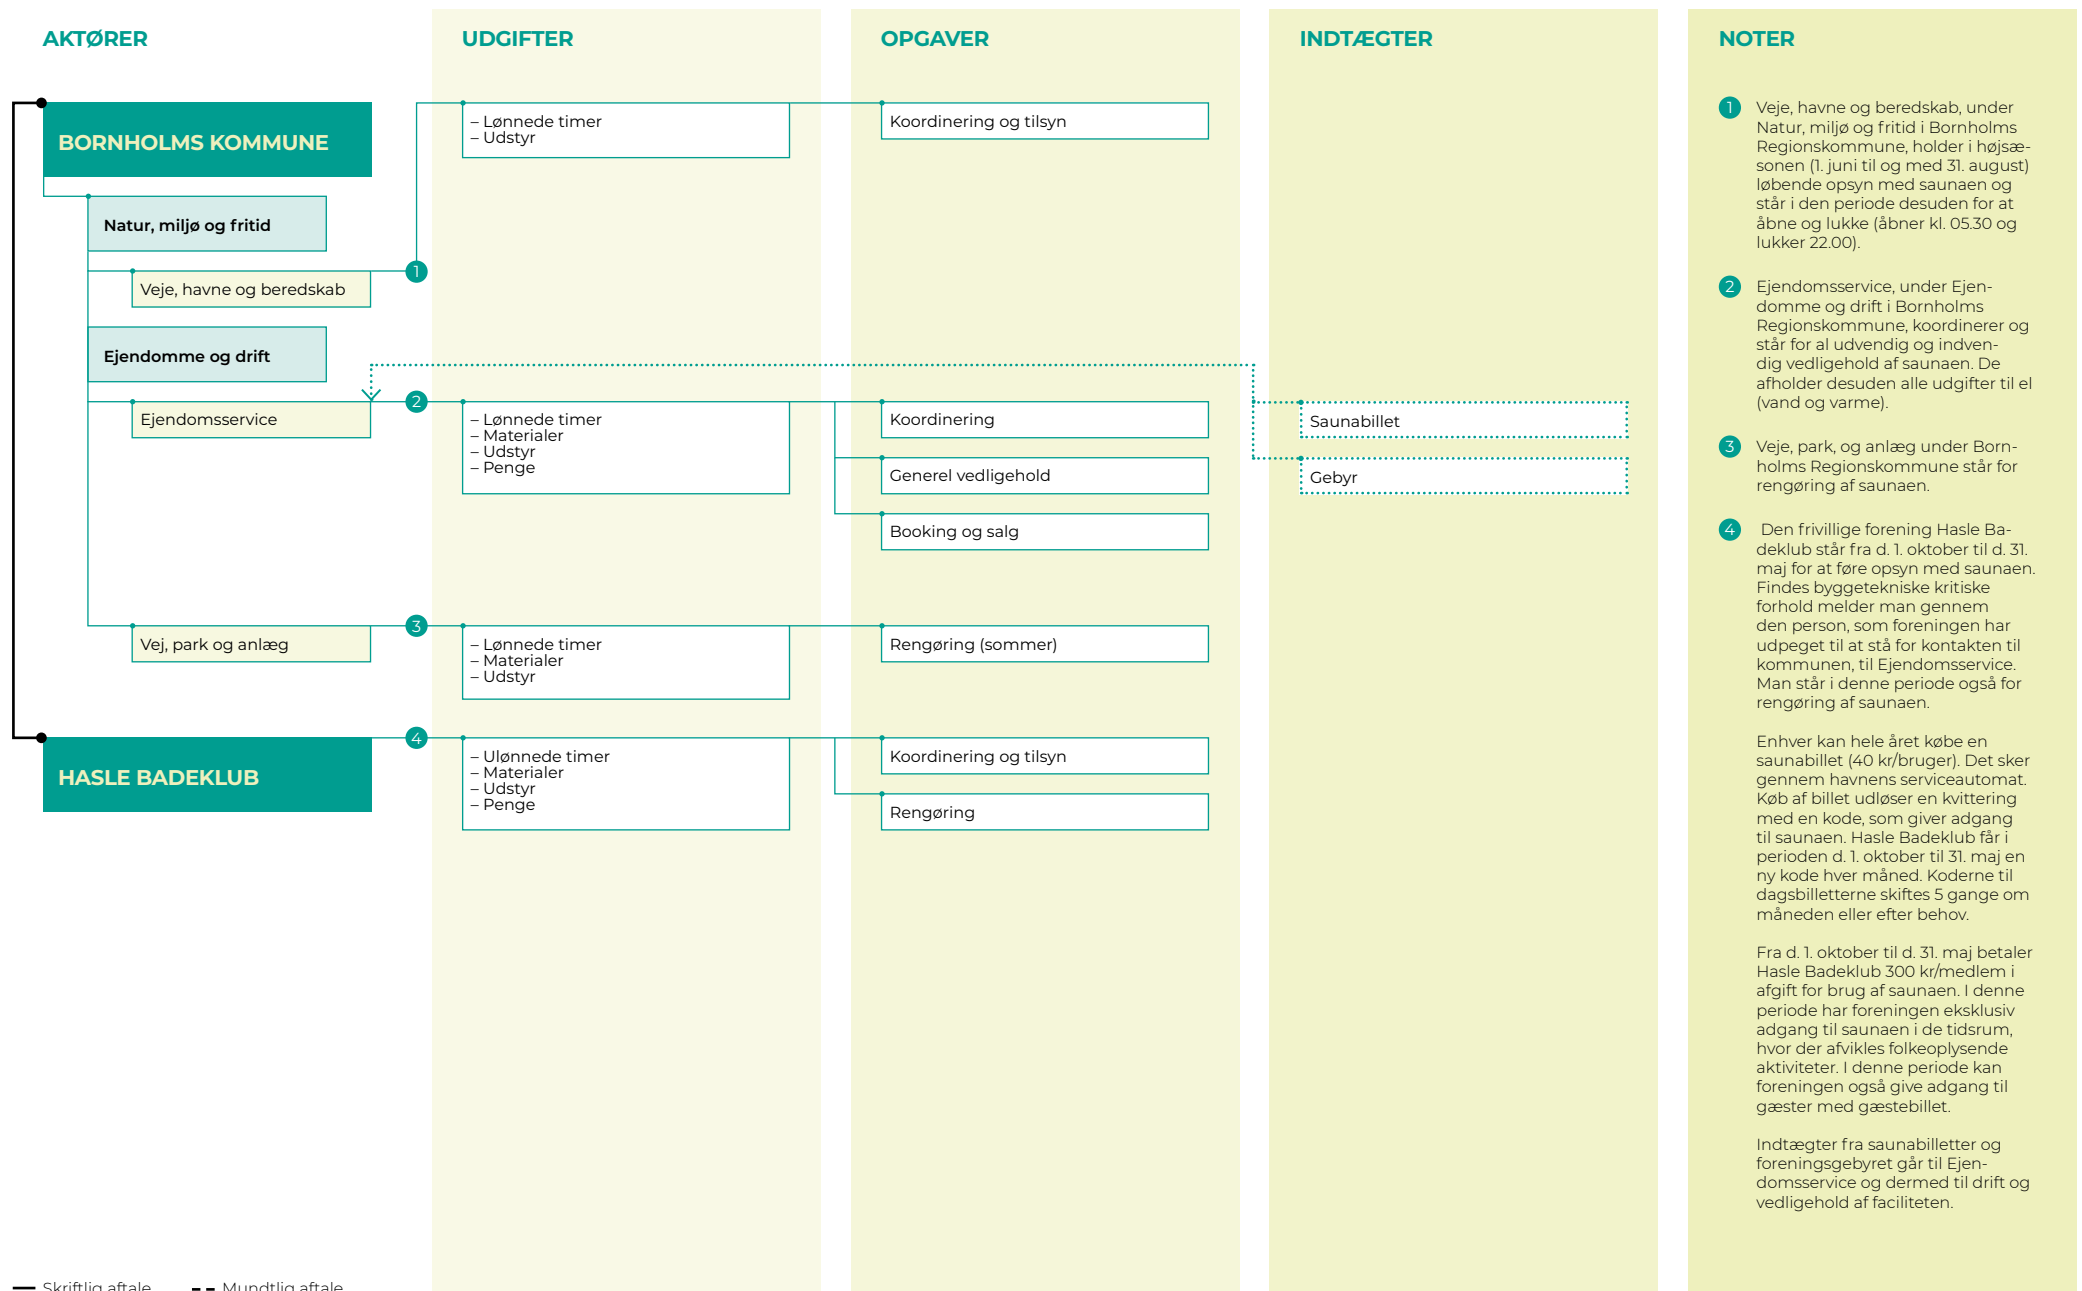 AKTØRER
BORNHOLMS KOMMUNE
Natur, miljø og fritid
Veje, havne og beredskab
1
Ejendomme og drift
Ejendomsservice
2
Vej, park og anlæg
3
HASLE BADEKLUB
4
UDGIFTER
– Lønnede timer
– Udstyr
– Lønnede timer
– Materialer
– Udstyr
– Penge
– Lønnede timer
– Materialer
– Udstyr
– Ulønnede timer
– Materialer
– Udstyr
– Penge
OPGAVER
Koordinering og tilsyn
Koordinering
Generel vedligehold
Booking og salg
Rengøring (sommer)
Koordinering og tilsyn
Rengøring
INDTÆGTER
Saunabillet
Gebyr
NOTER
1 Veje, havne og beredskab, under
Natur, miljø og fritid i Bornholms
Regionskommune, holder i højsæ-
sonen (1. juni til og med 31. august)
løbende opsyn med saunaen og
står i den periode desuden for at
åbne og lukke (åbner kl. 05.30 og
lukker 22.00).
2 Ejendomsservice, under Ejen-
domme og drift i Bornholms
Regionskommune, koordinerer og
står for al udvendig og indven-
dig vedligehold af saunaen. De
afholder desuden alle udgifter til el
(vand og varme).
3 Veje, park, og anlæg under Born-
holms Regionskommune står for
rengøring af saunaen.
4 Den frivillige forening Hasle Ba-
deklub står fra d. 1. oktober til d. 31.
maj for at føre opsyn med saunaen.
Findes byggetekniske kritiske
forhold melder man gennem
den person, som foreningen har
udpeget til at stå for kontakten til
kommunen, til Ejendomsservice.
Man står i denne periode også for
rengøring af saunaen.
Enhver kan hele året købe en
saunabillet (40 kr/bruger). Det sker
gennem havnens serviceautomat.
Køb af billet udløser en kvittering
med en kode, som giver adgang
til saunaen. Hasle Badeklub får i
perioden d. 1. oktober til 31. maj en
ny kode hver måned. Koderne til
dagsbilletterne skiftes 5 gange om
måneden eller efter behov.
Fra d. 1. oktober til d. 31. maj betaler
Hasle Badeklub 300 kr/medlem i
afgift for brug af saunaen. I denne
periode har foreningen eksklusiv
adgang til saunaen i de tidsrum,
hvor der afvikles folkeoplysende
aktiviteter. I denne periode kan
foreningen også give adgang til
gæster med gæstebillet.
Indtægter fra saunabilletter og
foreningsgebyret går til Ejen-
domsservice og dermed til drift og
vedligehold af faciliteten.
Skriftlig aftale
Mundtlig aftale